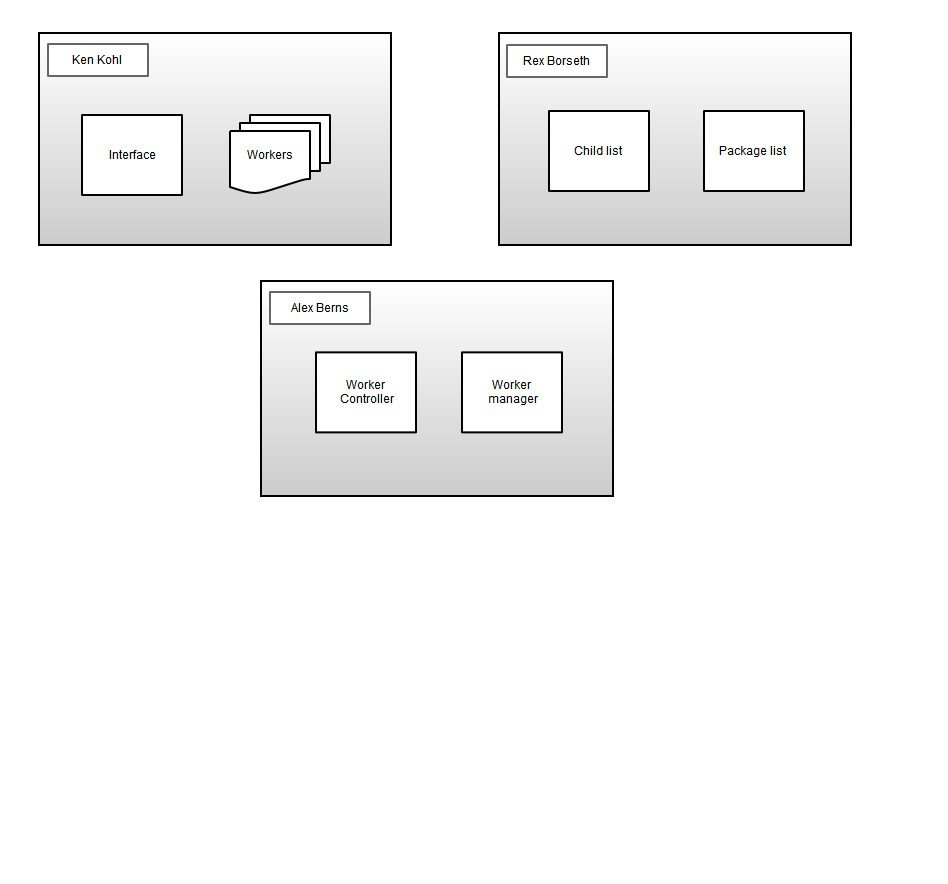 Ken Kohl
Interface
Workers
Rex Borseth
Child list
Package list
Alex Berns
Worker
Controller
Worker
manager